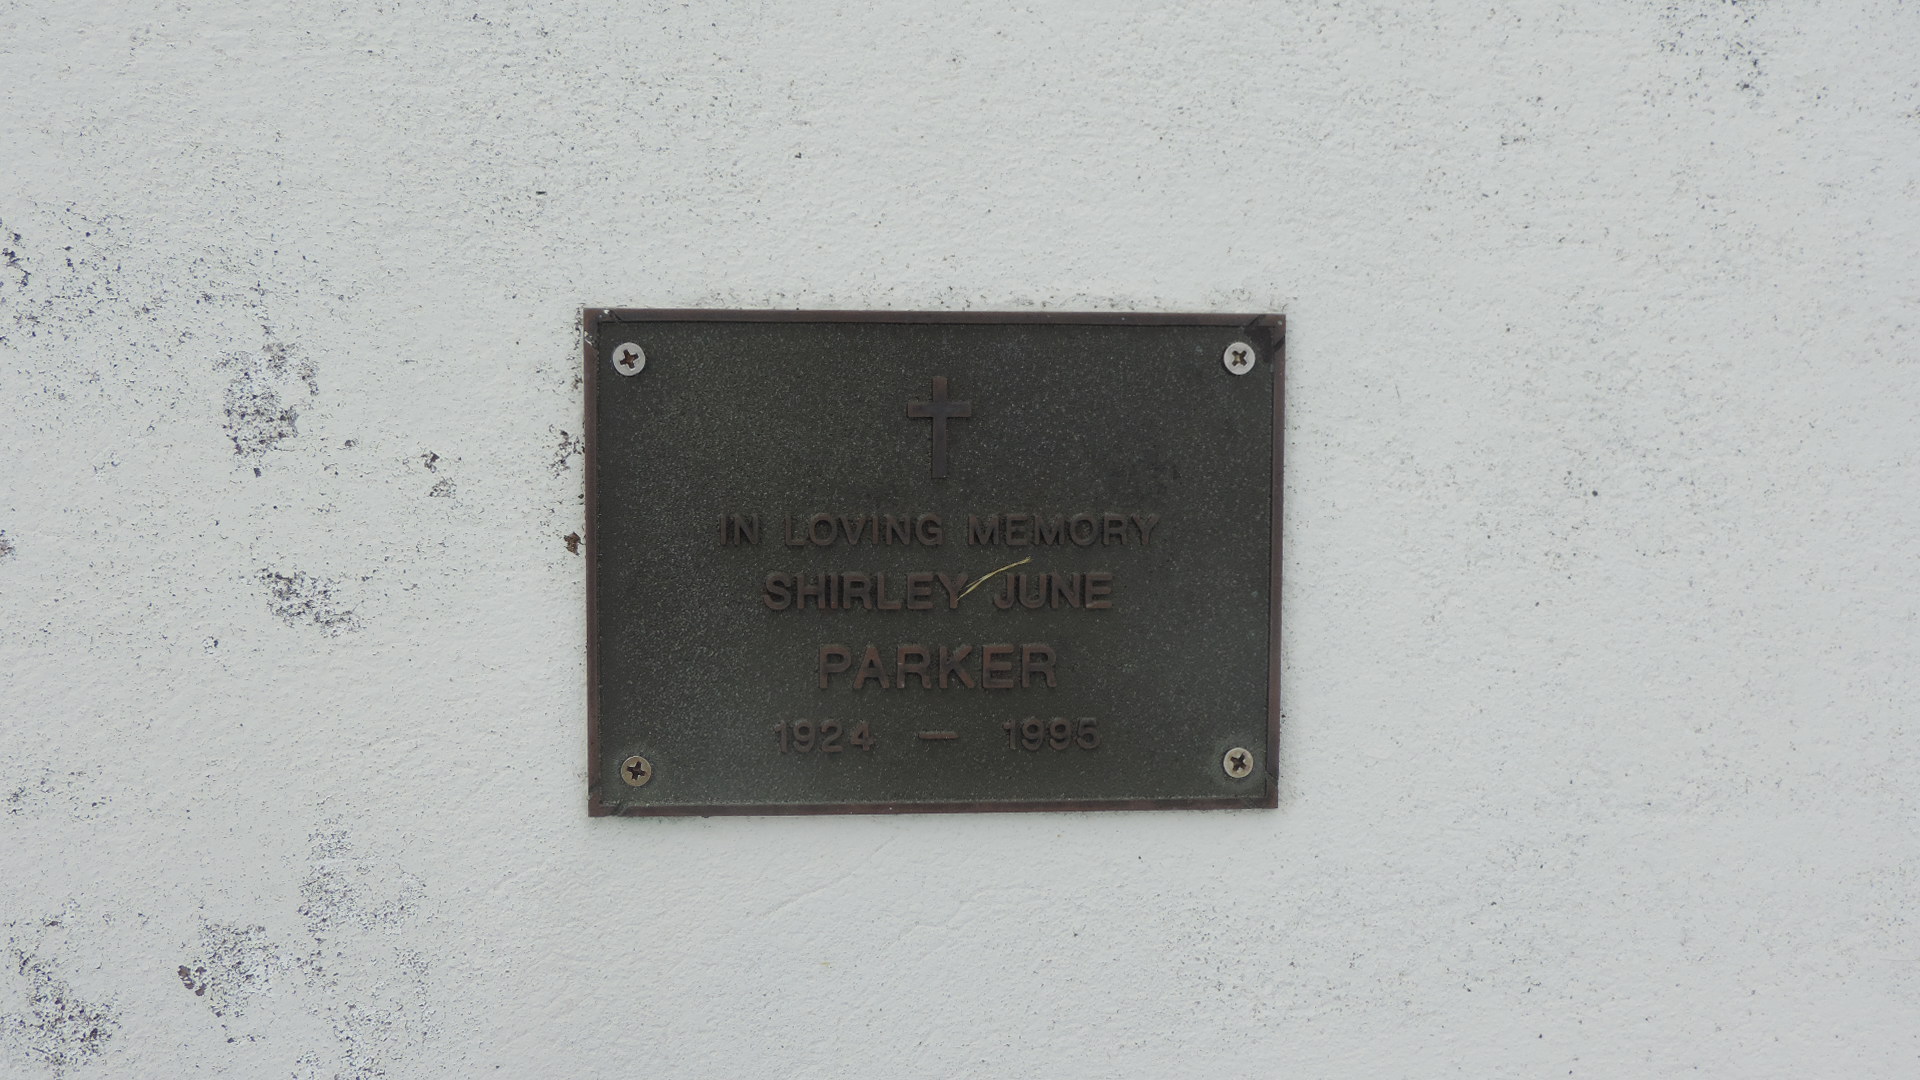 IN LOVING MEMORY
SHIRLEY JUNE
PARKER
1924 — 1995